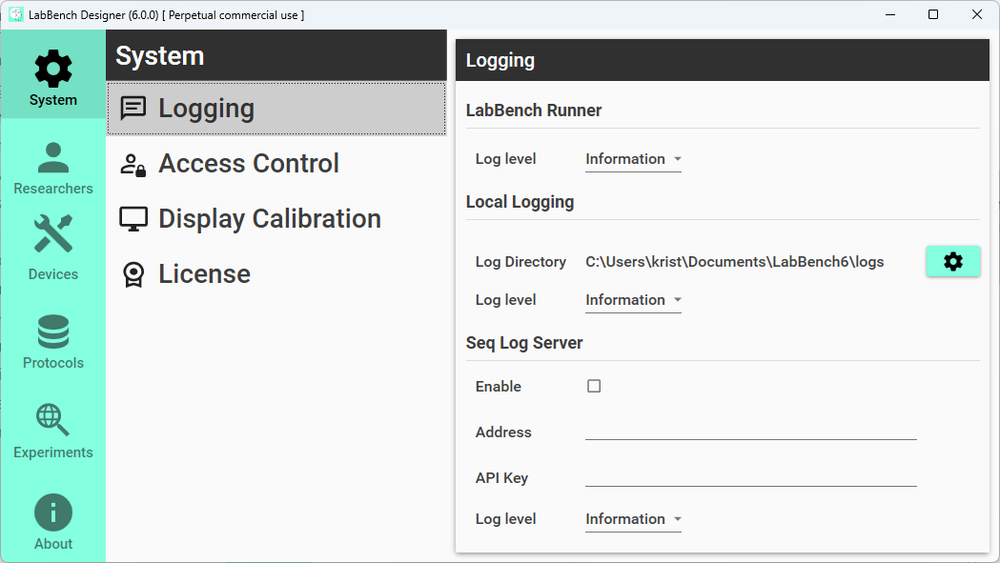 LabBench Designer (6.0.0) [ Perpetual commercial use ]
System
Researchers
Devices
Protocols
Experiments
About
System
Logging
Access Control
Display Calibration
License
Logging
LabBench Runner
Log level Information
Local Logging
Log Directory C:\Users\krist\Documents\LabBench6\logs
Log level Information
Seq Log Server
Enable
Address
API Key
Log level Information